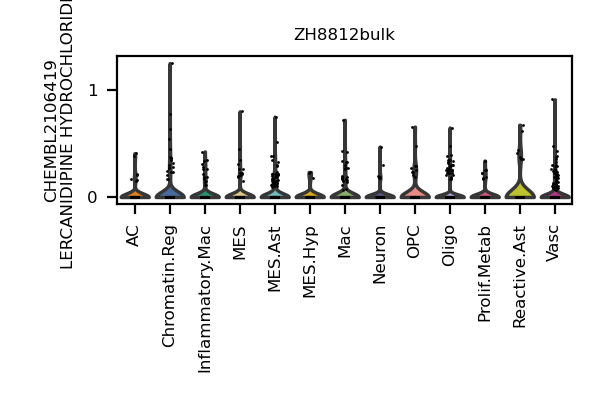 ZH8812bulk
CHEMBL2106419
LERCANIDIPINE HYDROCHLORID
1
0
AC
Chromatin.Reg
Inflammatory.Mac
MES
MES.Ast
MES.Hyp
Mac
Neuron
OPC
Oligo
Prolif.Metab
Reactive.Ast
Vasc